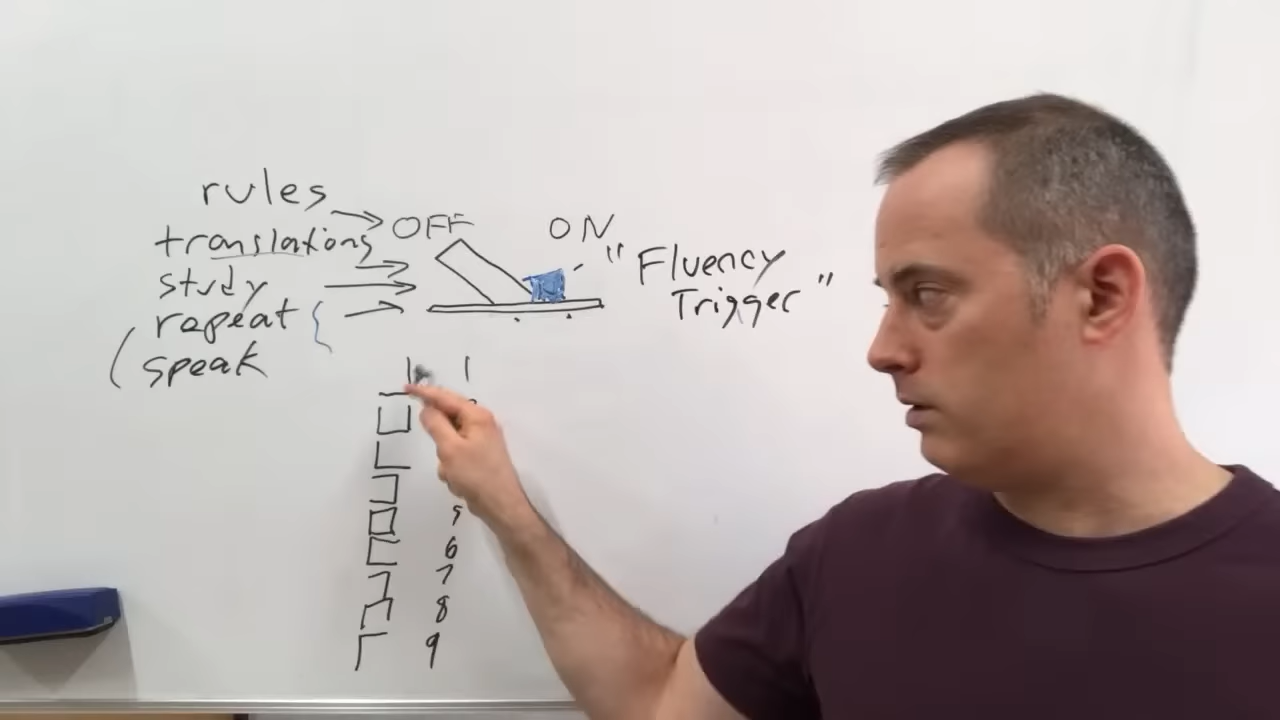 rules
translations
study
repeat
speak
OFF
ON
"Fluency
Trigger"
1
5
6
7
8
9